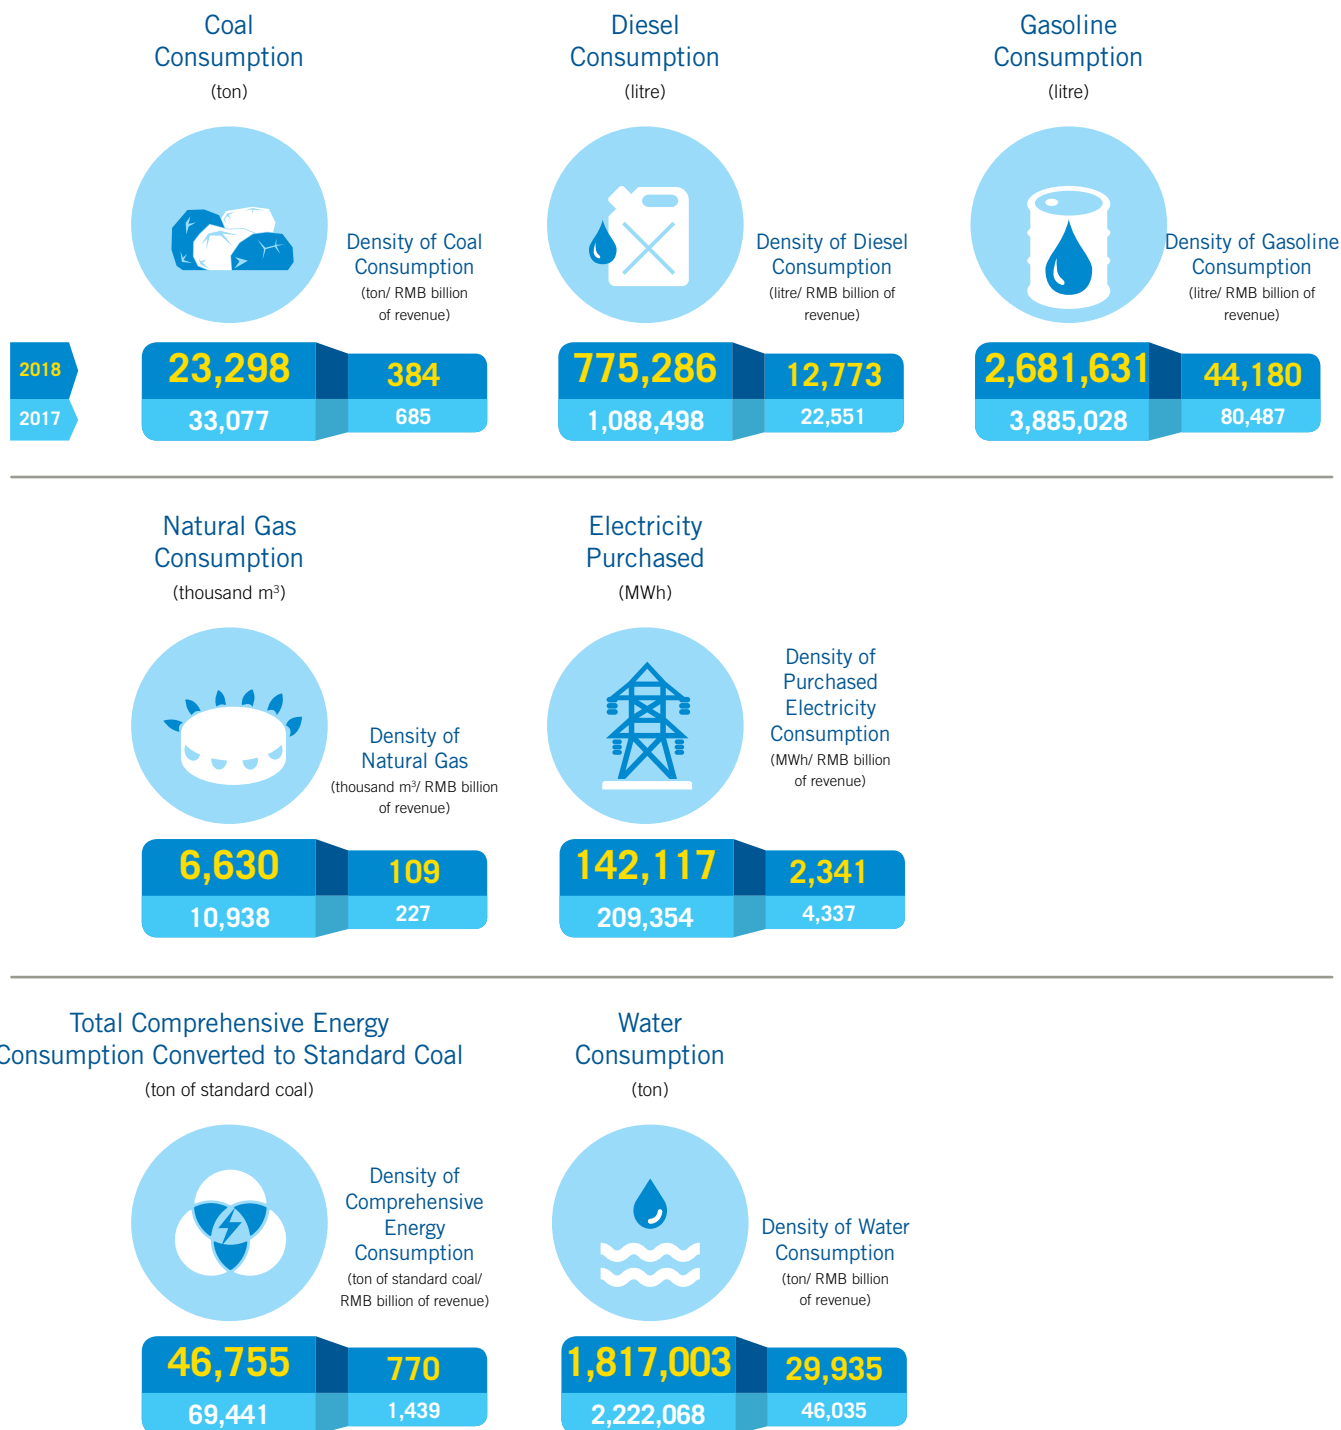 Coal
Consumption
(ton)
Density of Coal
Consumption
(ton/ RMB billion
of revenue)
Diesel
Consumption
(litre)
Density of Diesel
Consumption
(litre/ RMB billion of
revenue)
Gasoline
Consumption
(litre)
Density of Gasoline
Consumption
(litre/ RMB billion of
revenue)
2018
23,298
384
775,286
12,773
2,681,631
44,180
2017
33,077
685
1,088,498
22,551
3,885,028
80,487
Natural Gas
Consumption
(thousand m³)
Density of
Natural Gas
(thousand m³/ RMB billion
of revenue)
Electricity
Purchased
(MWh)
Density of
Purchased
Electricity
Consumption
(MWh/ RMB billion
of revenue)
6,630
109
142,117
2,341
10,938
227
209,354
4,337
Total Comprehensive Energy
Consumption Converted to Standard Coal
(ton of standard coal)
Density of
Comprehensive
Energy
Consumption
(ton of standard coal/
RMB billion of revenue)
Water
Consumption
(ton)
Density of Water
Consumption
(ton/ RMB billion
of revenue)
46,755
770
1,817,003
29,935
69,441
1,439
2,222,068
46,035